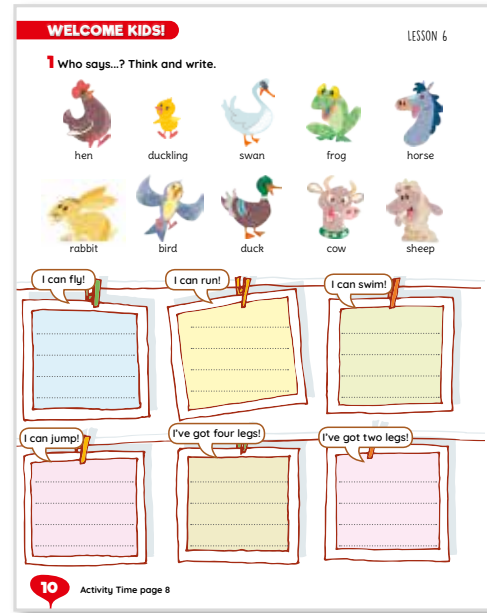 WELCOME KIDS!
LESSON 6
1 Who says...? Think and write.
hen duckling swan frog horse
rabbit bird duck cow sheep
I can fly! I can run! I can swim!
I can jump! I've got four legs! I've got two legs!
10 Activity Time page 8